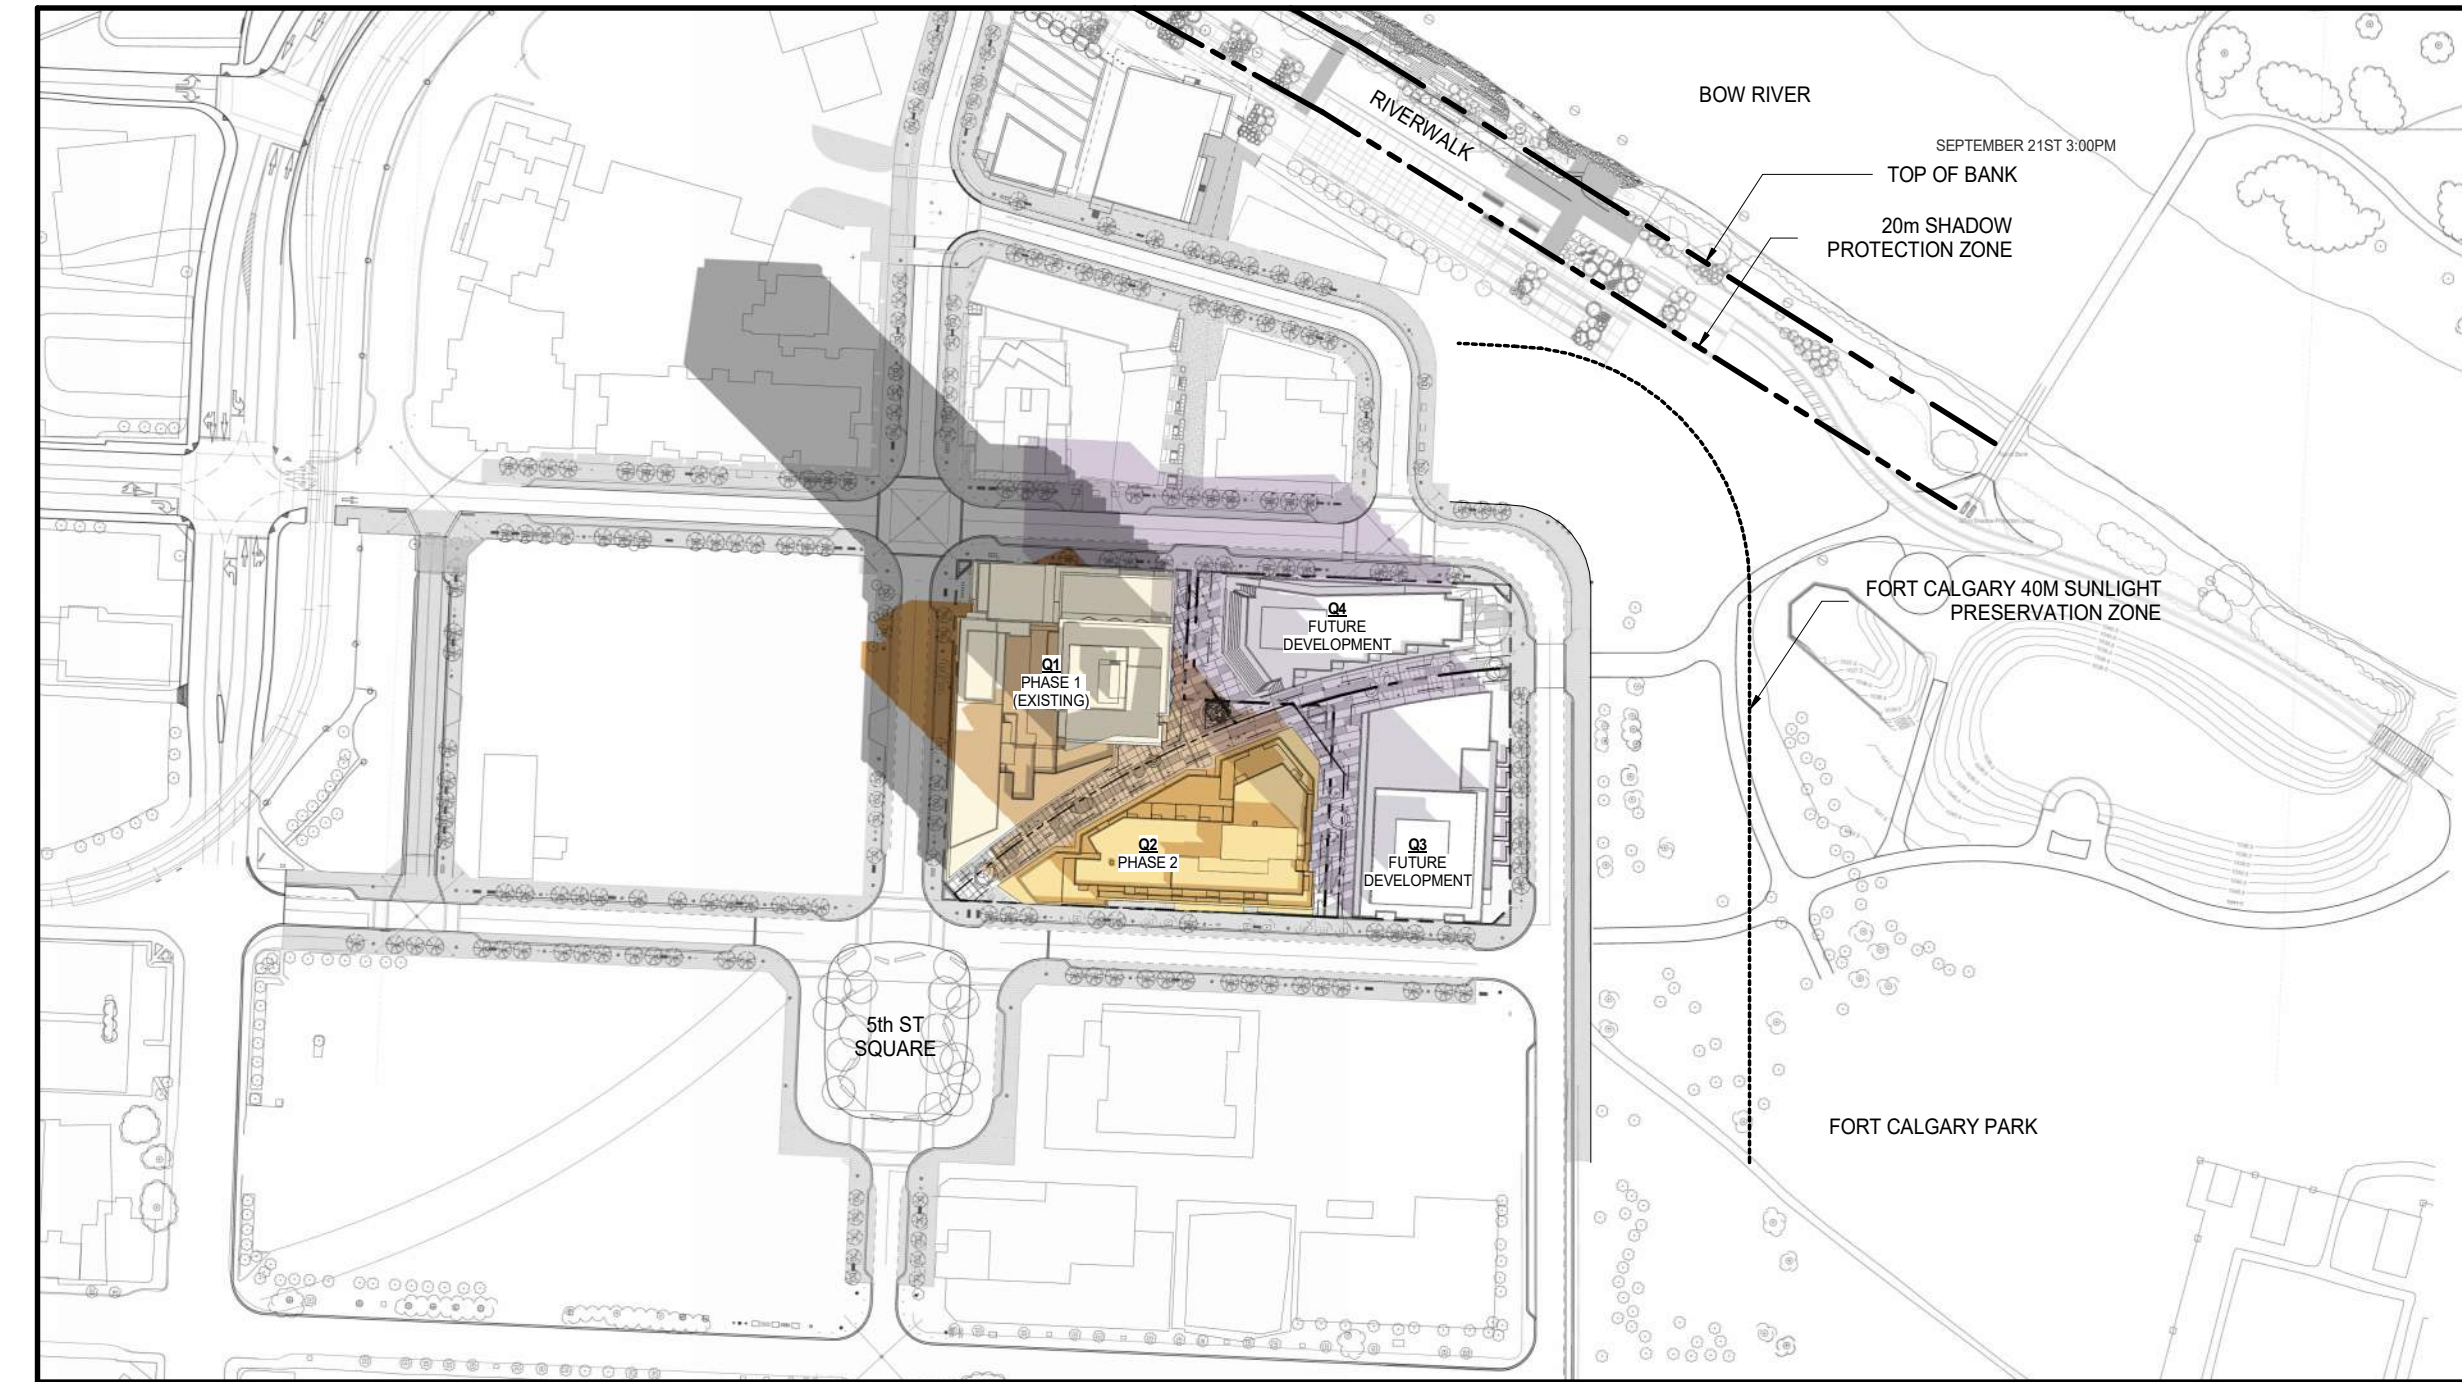 BOW RIVER
RIVERWALK
SEPTEMBER 21ST 3:00PM
TOP OF BANK
20m SHADOW
PROTECTION ZONE
FORT CALGARY 40M SUNLIGHT
PRESERVATION ZONE
Q4
FUTURE
DEVELOPMENT
Q1
PHASE 1
(EXISTING)
Q2
PHASE 2
Q3
FUTURE
DEVELOPMENT
5th ST
SQUARE
FORT CALGARY PARK